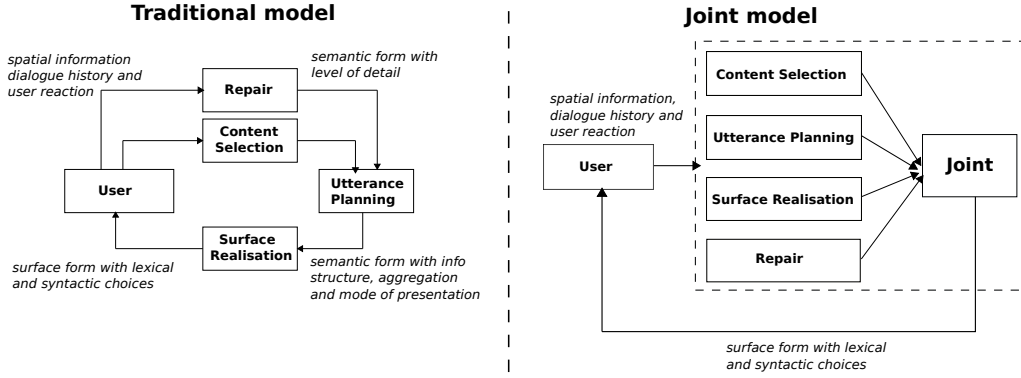 Traditional model
spatial information
dialogue history and
user reaction
semantic form with
level of detail
Repair
Content
Selection
User
Utterance
Planning
Surface
Realisation
surface form with lexical
and syntactic choices
semantic form with info
structure, aggregation
and mode of presentation
Joint model
spatial information,
dialogue history and
user reaction
User
Content Selection
Utterance Planning
Surface Realisation
Repair
Joint
surface form with lexical
and syntactic choices